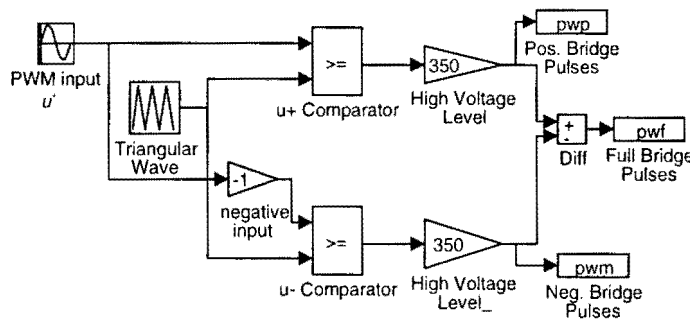 PWM input
u*
Triangular
Wave
-1
negative
input
>=
u+ Comparator
>=
u- Comparator
350
High Voltage
Level
350
High Voltage
Level_
pwp
Pos. Bridge
Pulses
+
-
Diff
pwf
Full Bridge
Pulses
pwm
Neg. Bridge
Pulses